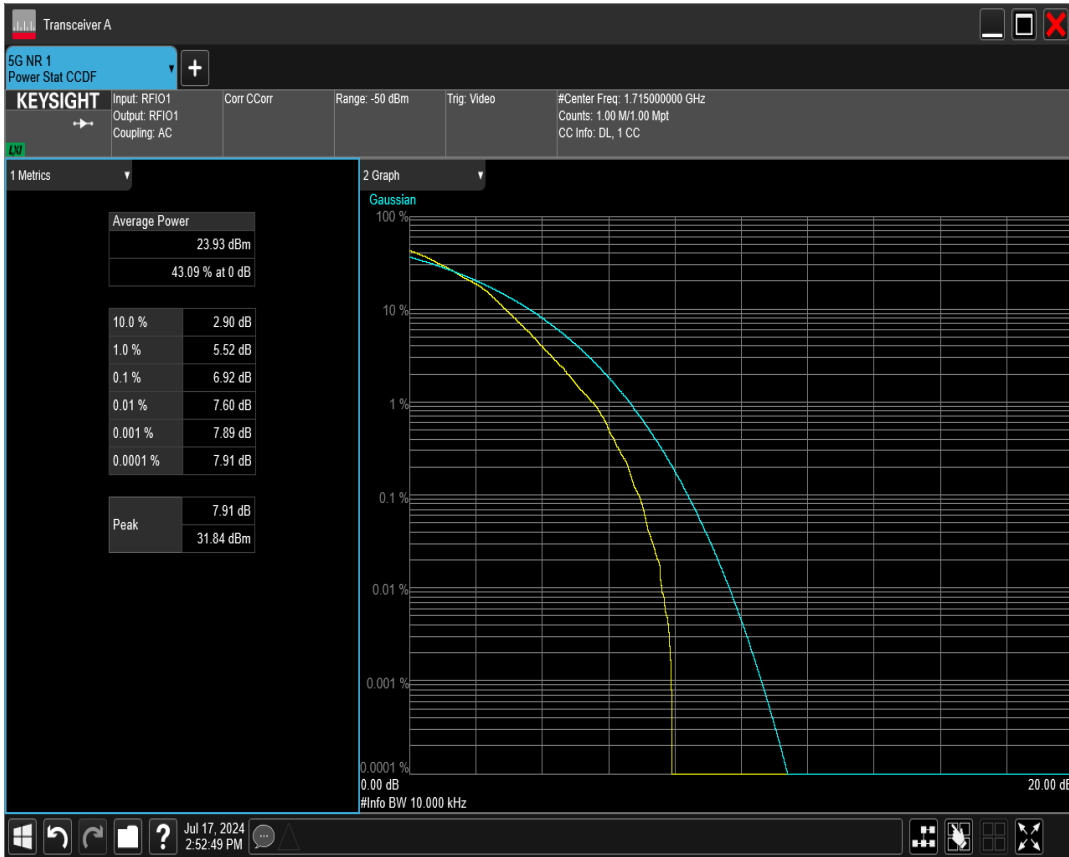 Transceiver A
5G NR 1
Power Stat CCDF
+
KEYSIGHT
LXI
Input: RFIO1
Output: RFIO1
Coupling: AC
Corr CCorr
Range: -50 dBm
Trig: Video
#Center Freq: 1.715000000 GHz
Counts: 1.00 M/1.00 Mpt
CC Info: DL, 1 CC
1 Metrics
Average Power
23.93 dBm
43.09 % at 0 dB
10.0 % 2.90 dB
1.0 % 5.52 dB
0.1 % 6.92 dB
0.01 % 7.60 dB
0.001 % 7.89 dB
0.0001 % 7.91 dB
Peak 7.91 dB
31.84 dBm
2 Graph
Gaussian
100 %
10 %
1 %
0.1 %
0.01 %
0.001 %
0.0001 %
0.00 dB 20.00 dB
#Info BW 10.000 kHz
? Jul 17, 2024
2:52:49 PM